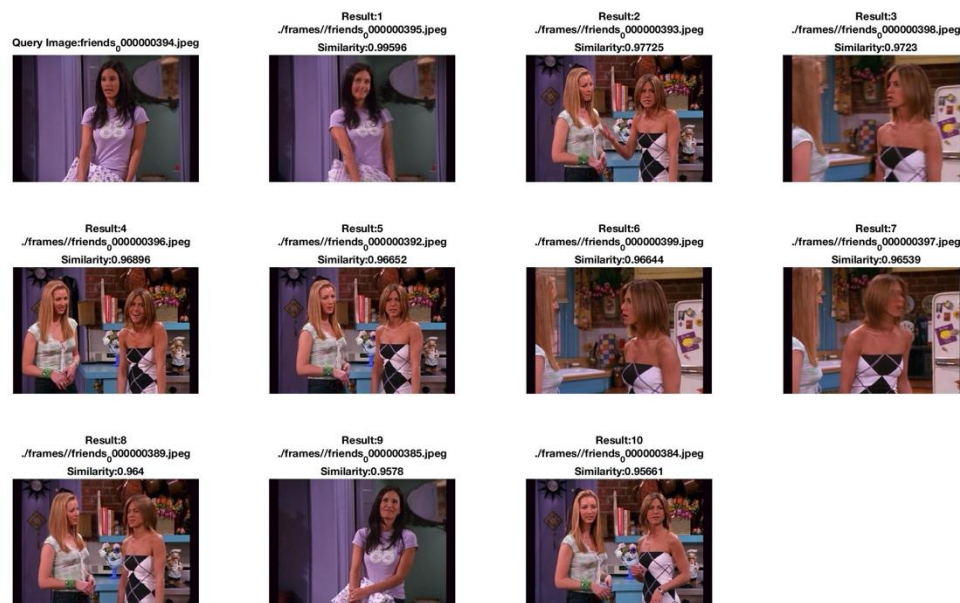 Query Image:friends_0000000394.jpeg
Result:1
./frames//friends_0000000395.jpeg
Similarity:0.99596
Result:2
./frames//friends_0000000393.jpeg
Similarity:0.97725
Result:3
./frames//friends_0000000398.jpeg
Similarity:0.9723
Result:4
./frames//friends_0000000396.jpeg
Similarity:0.96896
Result:5
./frames//friends_0000000392.jpeg
Similarity:0.96652
Result:6
./frames//friends_0000000399.jpeg
Similarity:0.96644
Result:7
./frames//friends_0000000397.jpeg
Similarity:0.96539
Result:8
./frames//friends_0000000389.jpeg
Similarity:0.964
Result:9
./frames//friends_0000000385.jpeg
Similarity:0.9578
Result:10
./frames//friends_0000000384.jpeg
Similarity:0.95661